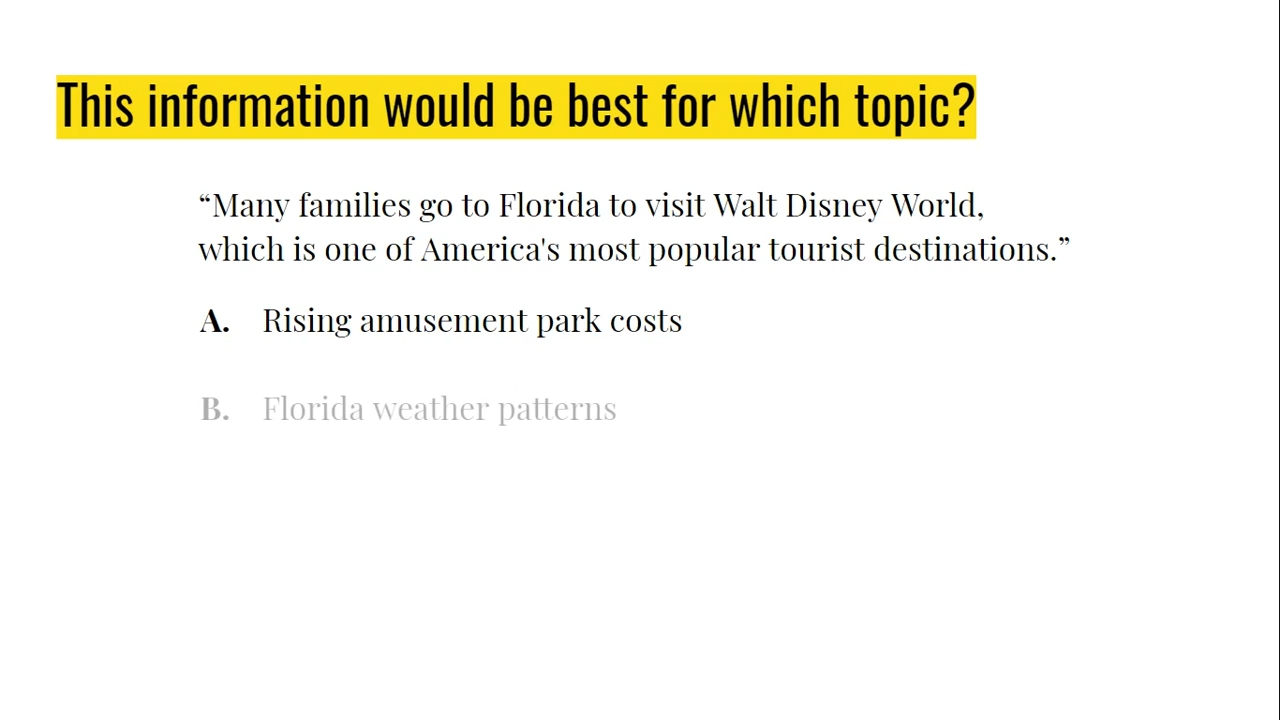 This information would be best for which topic?
“Many families go to Florida to visit Walt Disney World,
which is one of America's most popular tourist destinations.”
A. Rising amusement park costs
B. Florida weather patterns